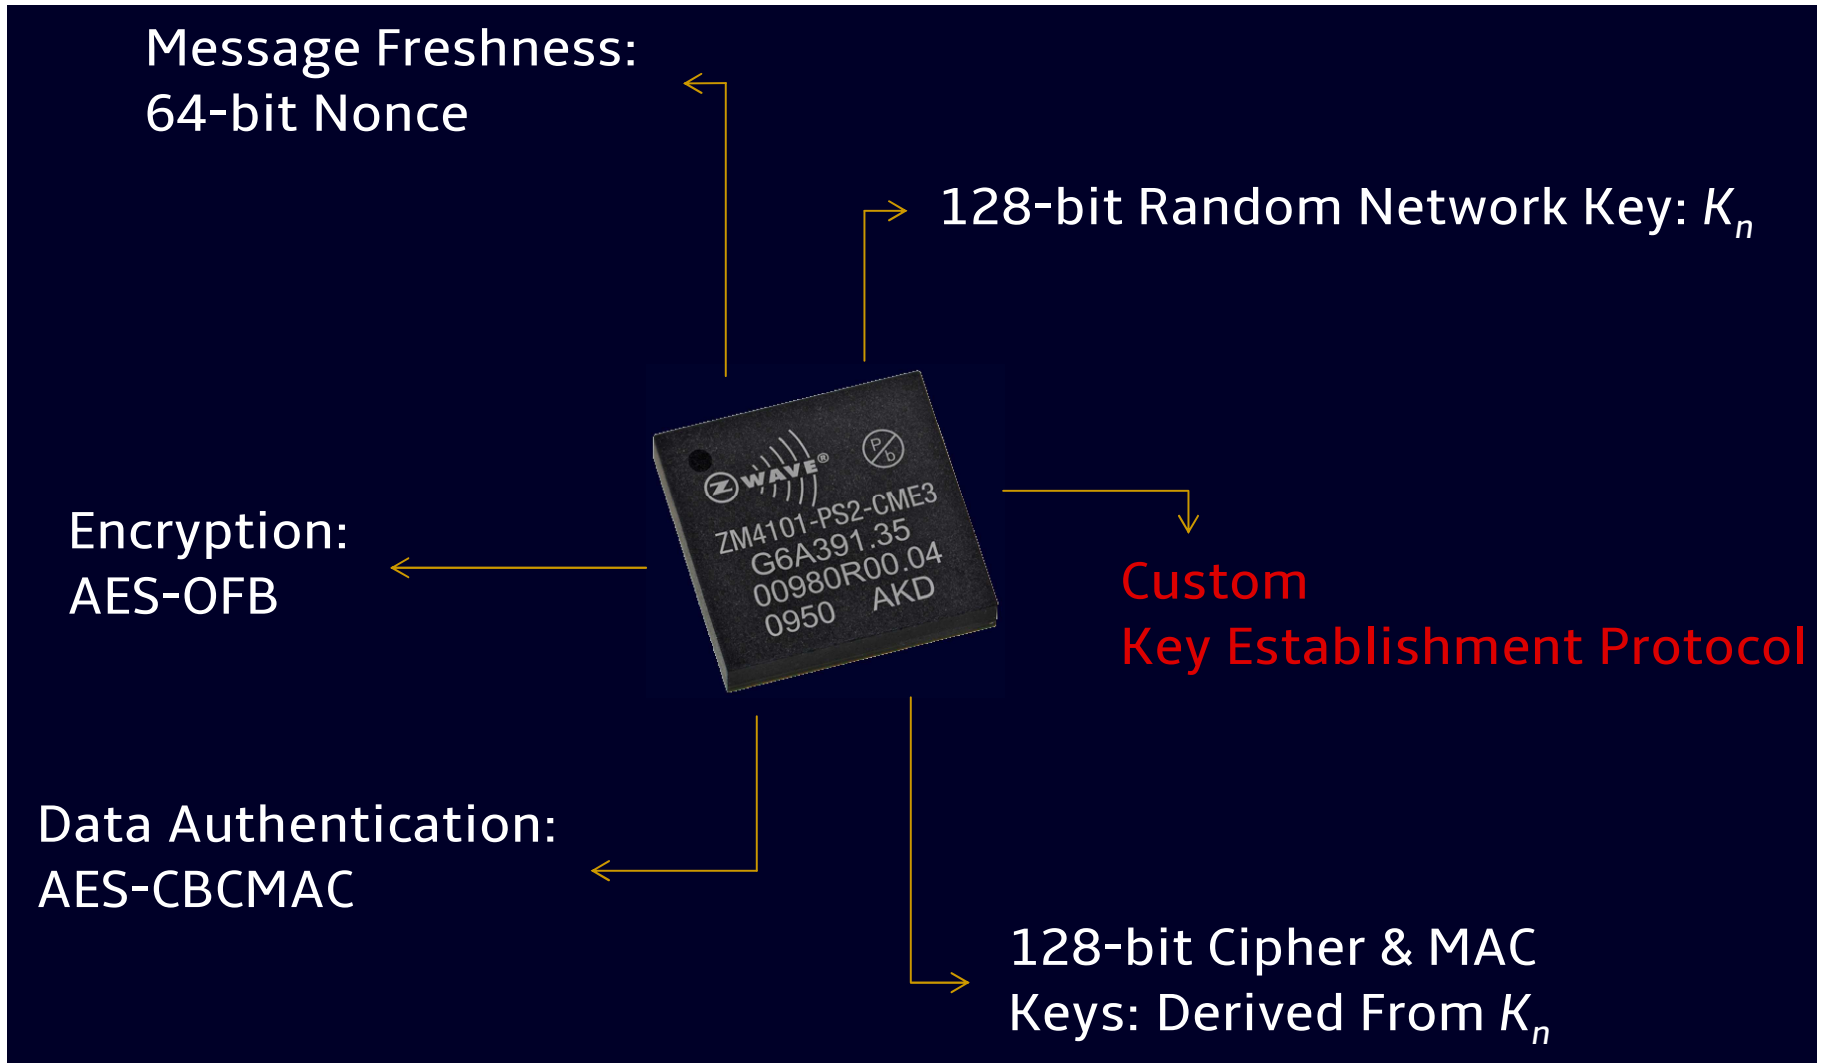 Message Freshness:
64-bit Nonce
128-bit Random Network Key: Kn
Z WAVE®
Pb
ZM4101-PS2-CME3
G6A391.35
00980R00.04
0950 AKD
Encryption:
AES-OFB
Custom
Key Establishment Protocol
Data Authentication:
AES-CBCMAC
128-bit Cipher & MAC
Keys: Derived From Kn